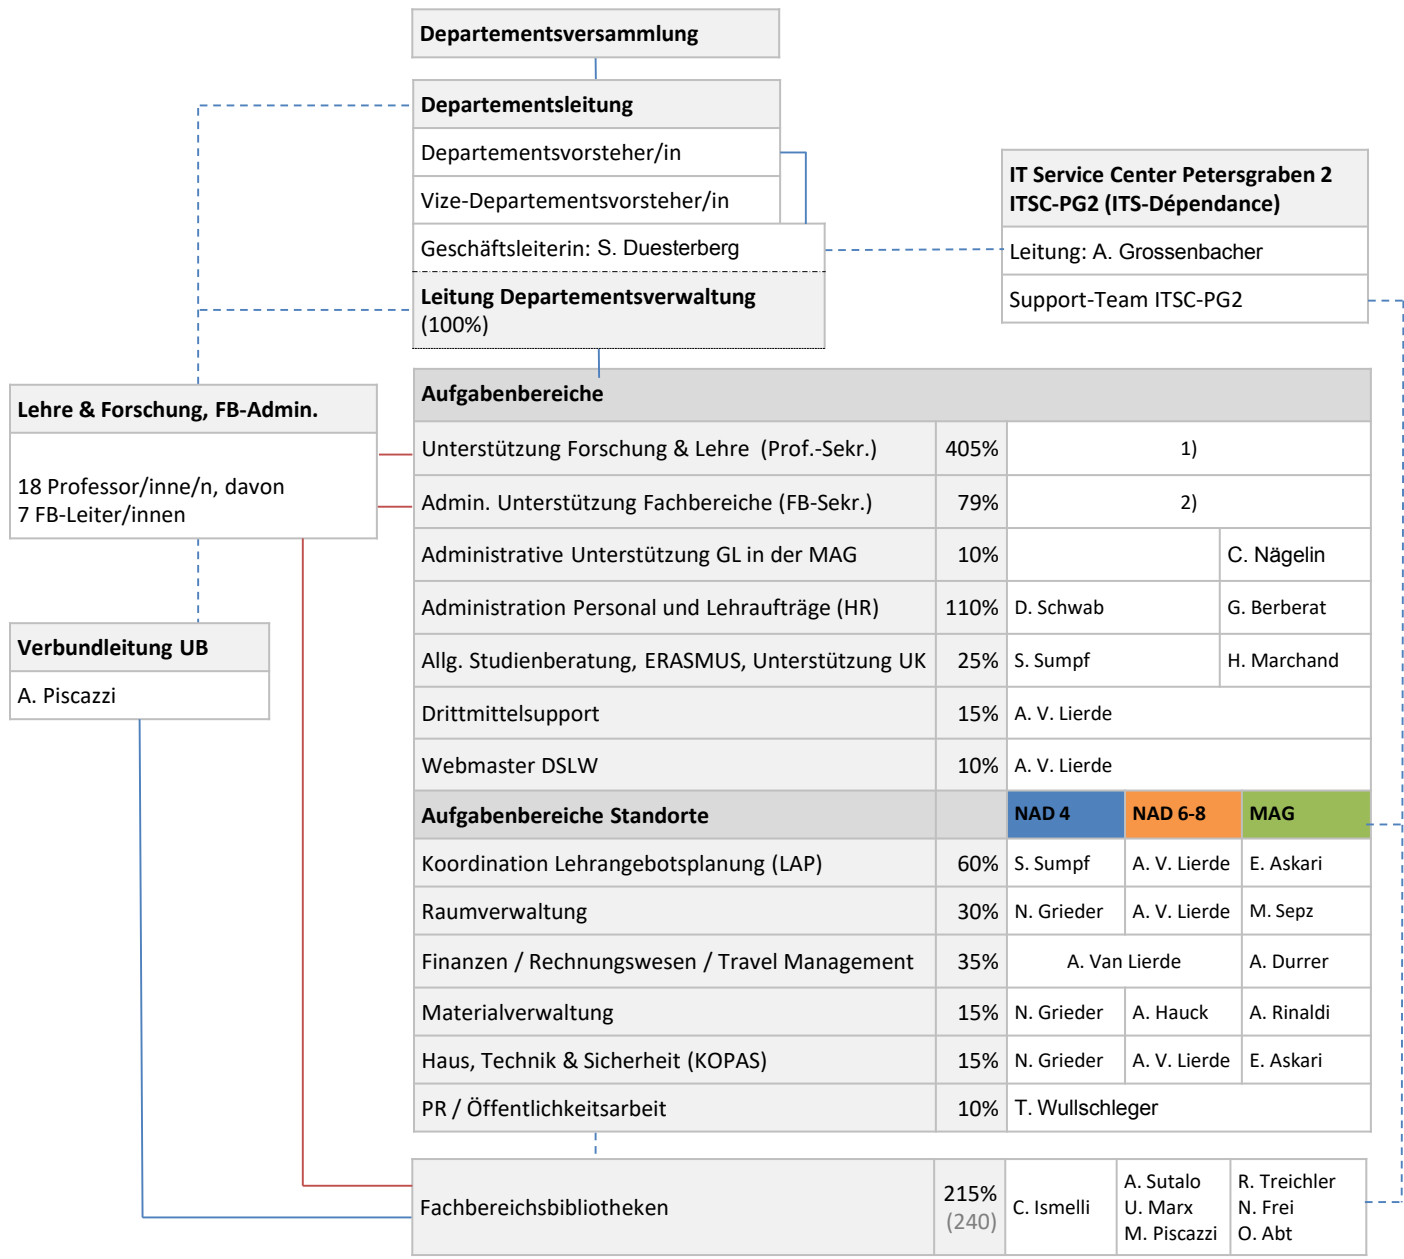 Departementsversammlung
Departementsleitung
Departementsvorsteher/in
Vize-Departementsvorsteher/in
Geschäftsleiterin: S. Duesterberg
Leitung Departementsverwaltung
(100%)
IT Service Center Petersgraben 2
ITSC-PG2 (ITS-Dépendance)
Leitung: A. Grossenbacher
Support-Team ITSC-PG2
Lehre & Forschung, FB-Admin.
18 Professor/inne/n, davon
7 FB-Leiter/innen
Verbundleitung UB
A. Piscazzi
Aufgabenbereiche
Unterstützung Forschung & Lehre (Prof.-Sekr.) 405% 1)
Admin. Unterstützung Fachbereiche (FB-Sekr.) 79% 2)
Administrative Unterstützung GL in der MAG 10% C. Nägelin
Administration Personal und Lehraufträge (HR) 110% D. Schwab G. Berberat
Allg. Studienberatung, ERASMUS, Unterstützung UK 25% S. Sumpf H. Marchand
Drittmittelsupport 15% A. V. Lierde
Webmaster DSLW 10% A. V. Lierde
Aufgabenbereiche Standorte NAD 4 NAD 6-8 MAG
Koordination Lehrangebotsplanung (LAP) 60% S. Sumpf A. V. Lierde E. Askari
Raumverwaltung 30% N. Grieder A. V. Lierde M. Sepz
Finanzen / Rechnungswesen / Travel Management 35% A. Van Lierde A. Durrer
Materialverwaltung 15% N. Grieder A. Hauck A. Rinaldi
Haus, Technik & Sicherheit (KOPAS) 15% N. Grieder A. V. Lierde E. Askari
PR / Öffentlichkeitsarbeit 10% T. Wullschleger
Fachbereichsbibliotheken
215%
(240)
C. Ismelli
A. Sutalo
U. Marx
M. Piscazzi
R. Treichler
N. Frei
O. Abt